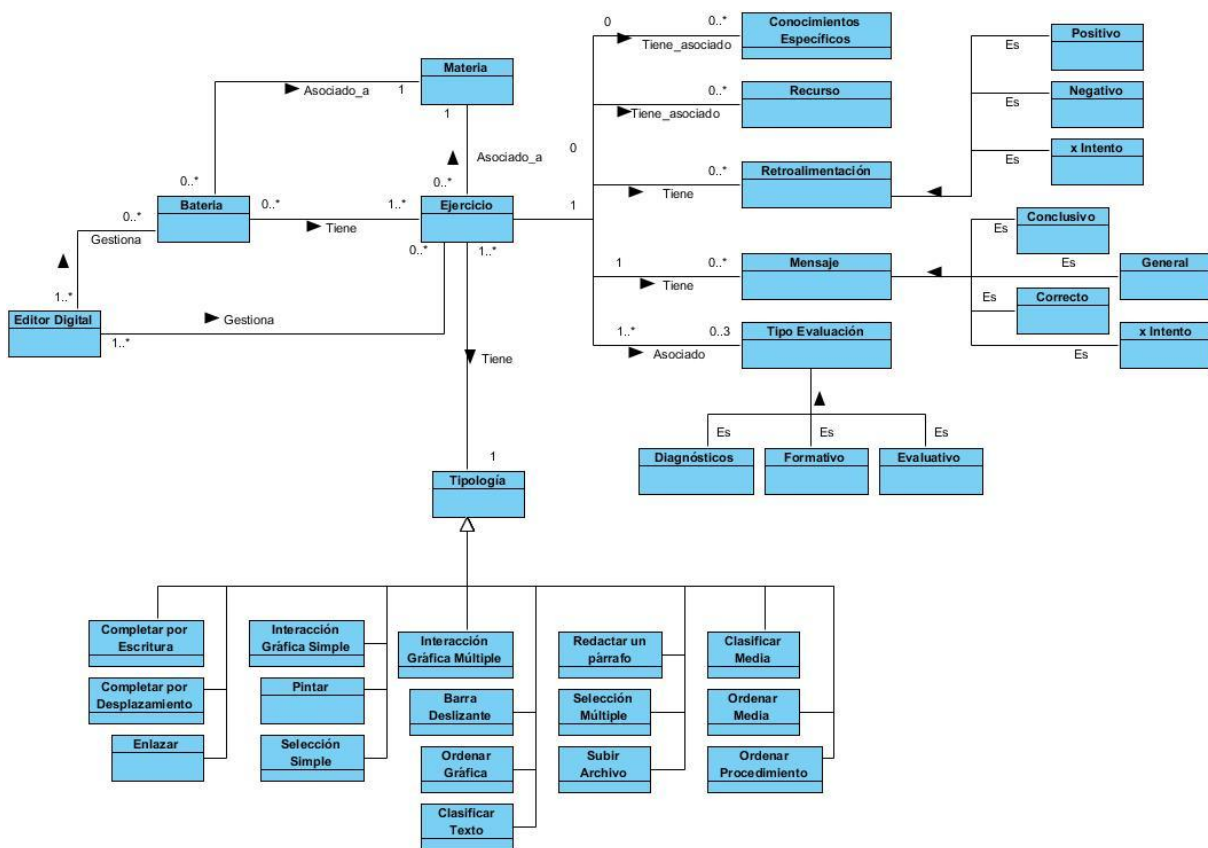 0
0..*
Conocimientos
Específicos
Tiene_asociado
Positivo
Es
Materia
Asociado_a
1
1
0..*
Recurso
Tiene_asociado
Negativo
Es
0
x Intento
Es
Asociado_a
0..*
0..*
Retroalimentación
Tiene
0..*
Bateria
0..*
Tiene
1..*
Ejercicio
1
0..*
Gestiona
0..*
1..*
Conclusivo
Es
1
0..*
Mensaje
Tiene
Es
General
1..*
Editor Digital
1..*
Gestiona
Es
Correcto
1..*
0..3
Tipo Evaluación
Asociado
x Intento
Es
Tiene
Es
Es
Es
Diagnósticos
Formativo
Evaluativo
1
Tipología
Completar por
Escritura
Interacción
Gràfica Simple
Interacción
Gràfica Múltiple
Redactar un
pàrrafo
Clasificar
Media
Completar por
Desplazamiento
Pintar
Barra
Deslizante
Selección
Múltiple
Ordenar
Media
Enlazar
Selección
Simple
Ordenar
Gràfica
Subir
Archivo
Ordenar
Procedimiento
Clasificar
Texto